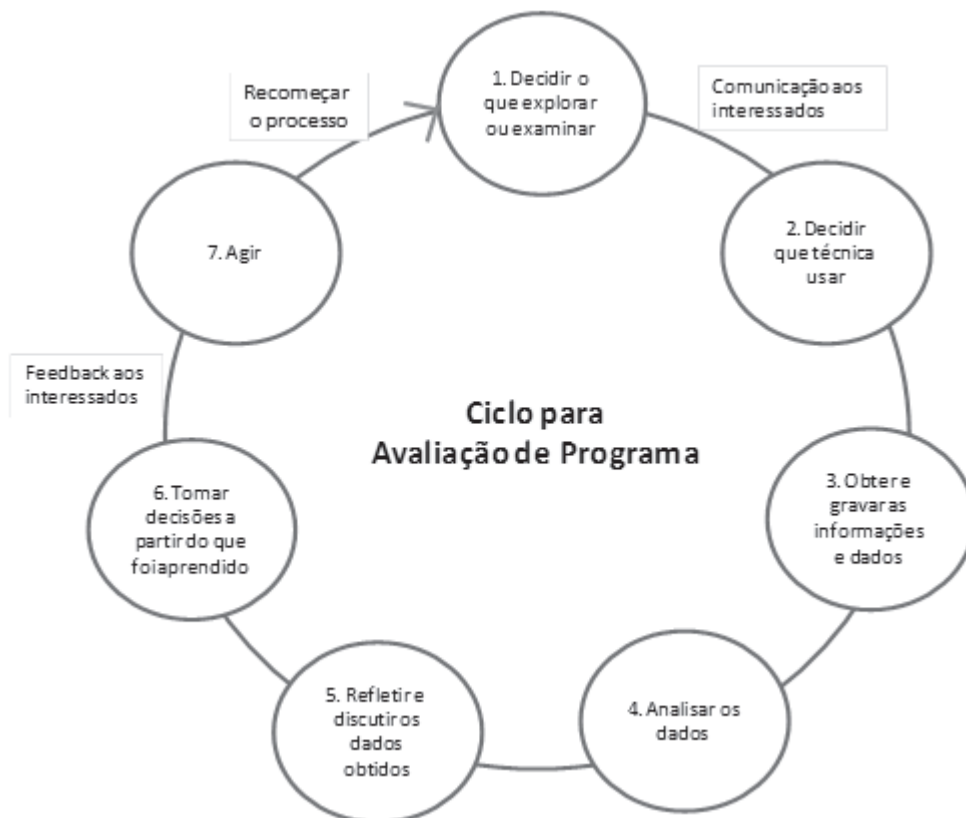 1. Decidir o
que explorar
ou examinar
Comunicação aos
interessados
2. Decidir
que técnica
usar
3. Obter e
gravar as
informações
e dados
4. Analisar os
dados
5. Refletir e
discutir os
dados
obtidos
6. Tomar
decisões a
partir do que
foi aprendido
Feedback aos
interessados
7. Agir
Recomeçar
o processo
Ciclo para
Avaliação de Programa